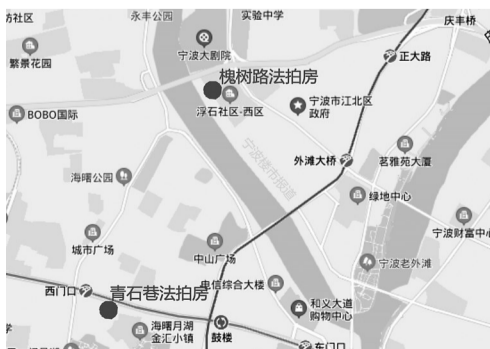 永丰公园
实验中学
庆丰桥
防社区
宁波大剧院
正大路
繁景花园
槐树路法拍房
浮石社区-西区
宁波市江北区
政府
BOBO国际
外滩大桥
茗雅苑大厦
海曙公园
绿地中心
城市广场
中山广场
宁波财富中心
宁波老外滩
西门口
青石巷法拍房
电信综合大楼
和义大道
购物中心
海曙月湖
金汇小镇
鼓楼
东门口